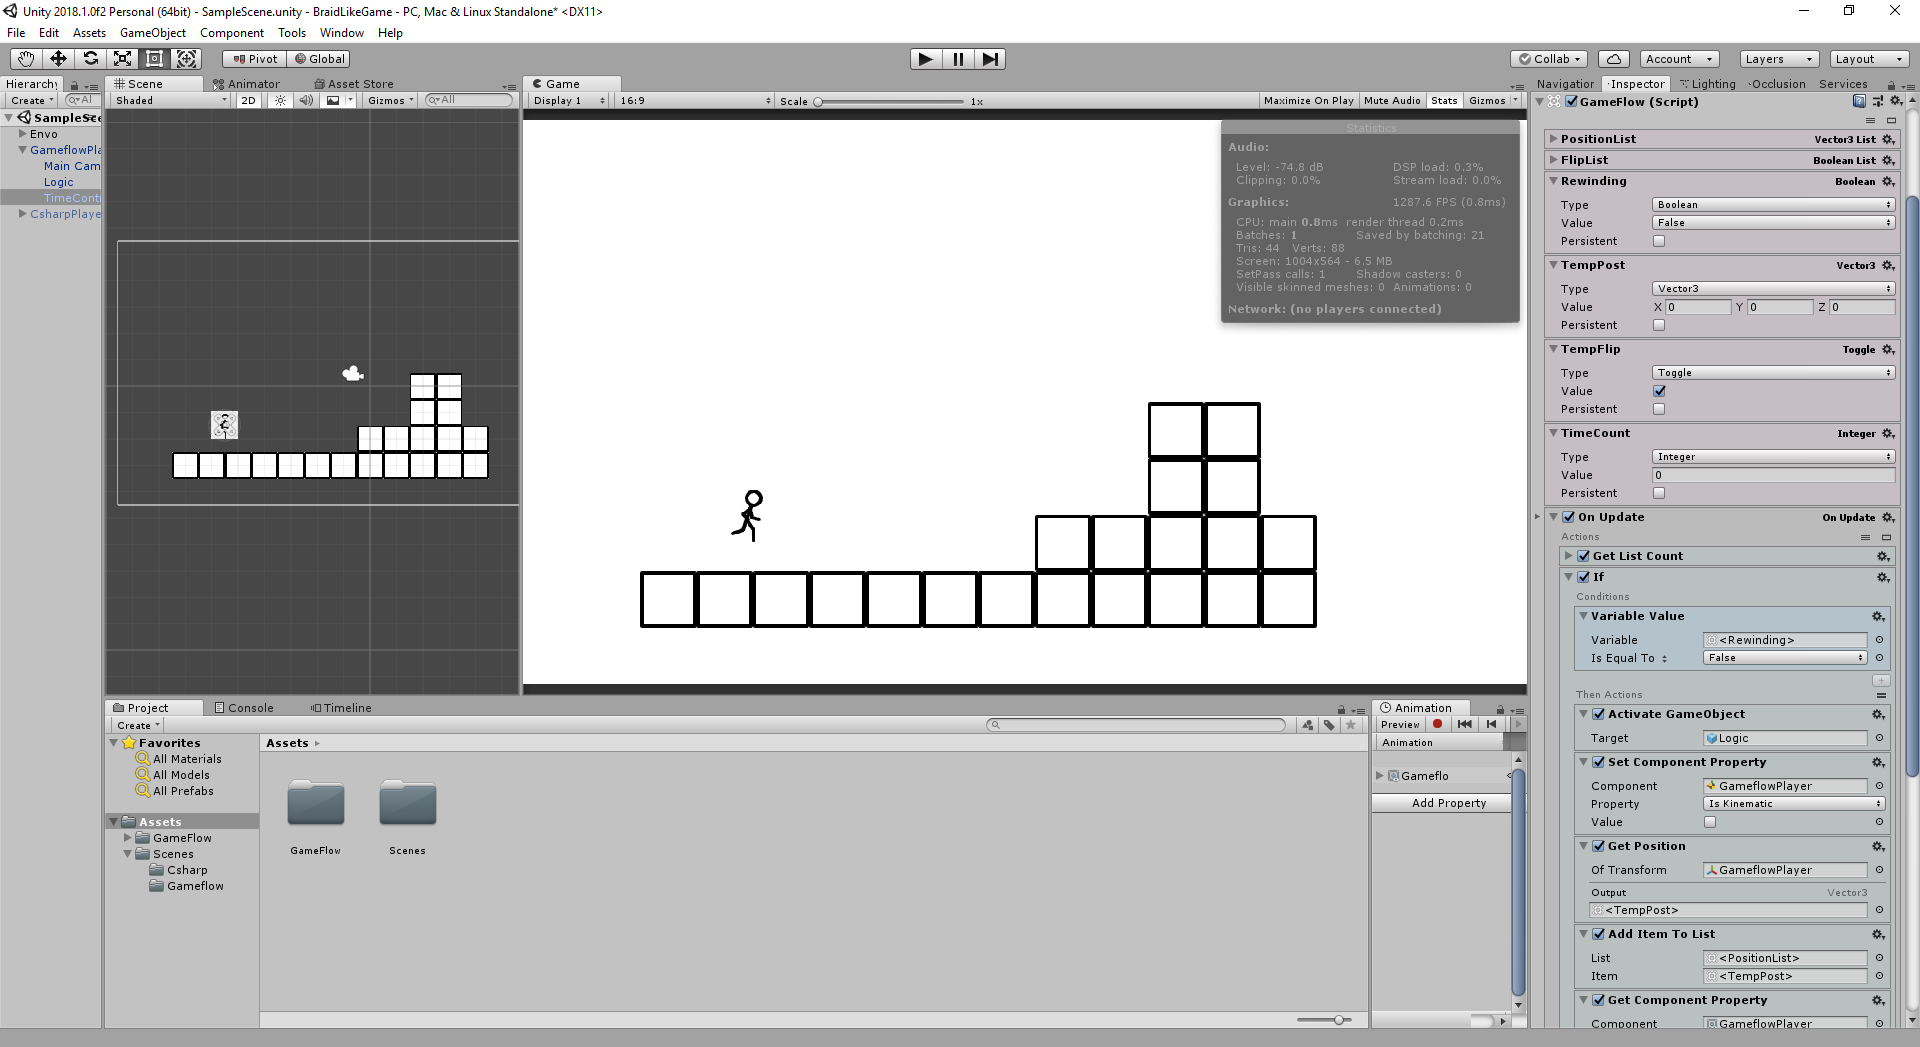 Unity 2018.1.0f2 Personal (64bit) - SampleScene.unity - BraidLikeGame - PC, Mac & Linux Standalone* <DX11>
File Edit Assets GameObject Component Tools Window Help
Pivot Global Collab Account Layers Layout
Hierarchy Scene Animator Asset Store Game Navigation Inspector Lighting Occlusion Services
Create All Shaded 2D Gizmos All Display 1 16:9 Scale 1x Maximize On Play Mute Audio Stats Gizmos
SampleSce
Envo
GameflowPla
Main Cam
Logic
TimeCont
CsharpPlaye
Statistics
Audio:
Level: -74.8 dB DSP load: 0.3%
Clipping: 0.0% Stream load: 0.0%
Graphics: 1287.6 FPS (0.8ms)
CPU: main 0.8ms render thread 0.2ms
Batches: 1 Saved by batching: 21
Tris: 44 Verts: 88
Screen: 1004x564 - 6.5 MB
SetPass calls: 1 Shadow casters: 0
Visible skinned meshes: 0 Animations: 0
Network: (no players connected)
GameFlow (Script)
PositionList Vector3 List
FlipList Boolean List
Rewinding Boolean
Type Boolean
Value False
Persistent
TempPost Vector3
Type Vector3
Value X 0 Y 0 Z 0
Persistent
TempFlip Toggle
Type Toggle
Value
Persistent
TimeCount Integer
Type Integer
Value 0
Persistent
On Update On Update
Actions
Get List Count
If
Conditions
Variable Value
Variable <Rewinding>
Is Equal To False
Then Actions
Activate GameObject
Target Logic
Set Component Property
Component GameflowPlayer
Property Is Kinematic
Value
Get Position
Of Transform GameflowPlayer
Output Vector3
<TempPost>
Add Item To List
List <PositionList>
Item <TempPost>
Get Component Property
Component GameflowPlayer
Project Console Timeline
Create
Favorites
All Materials
All Models
All Prefabs
Assets
GameFlow
Scenes
Csharp
Gameflow
Assets
GameFlow Scenes
Animation
Preview
Animation
Gameflo
Add Property